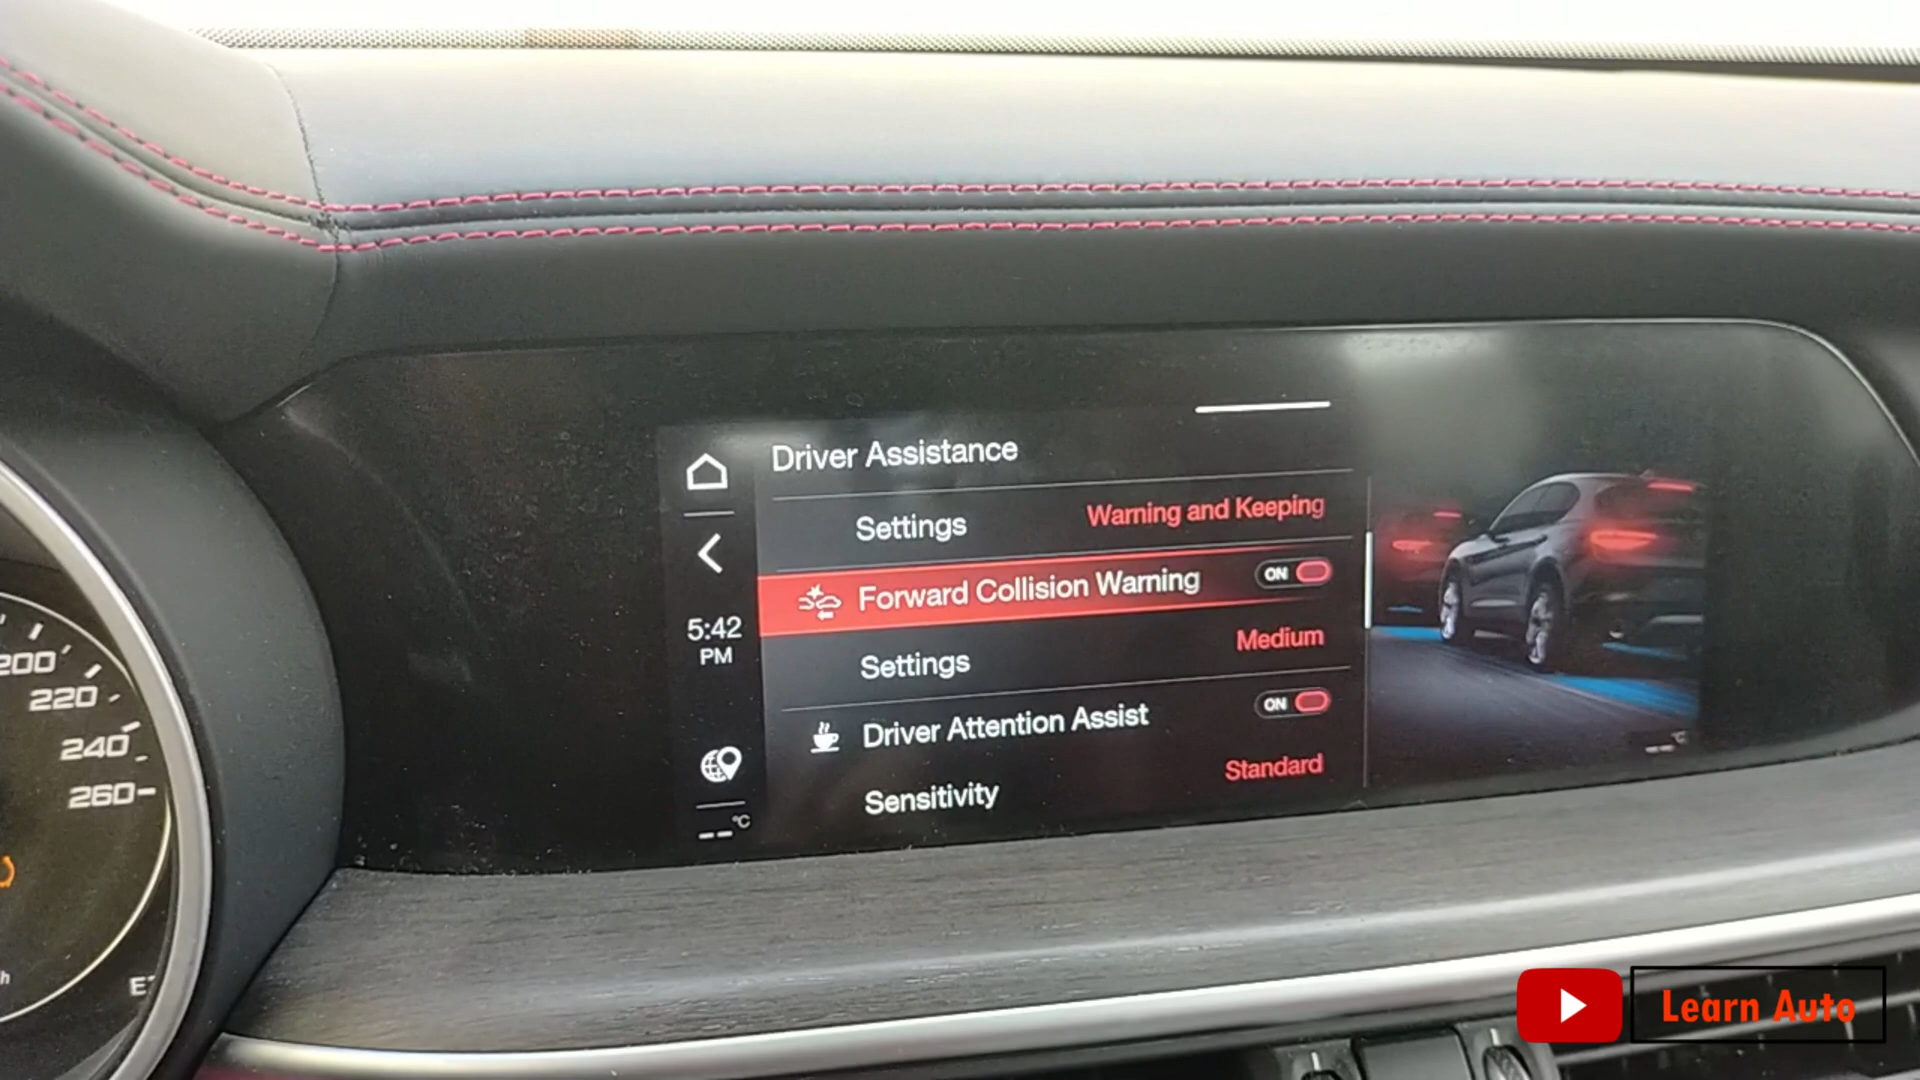 Driver Assistance
Settings Warning and Keeping
Forward Collision Warning ON
Settings Medium
Driver Attention Assist ON
Sensitivity Standard
5:42
PM
--°C
--°C
200
220
240
260
Learn Auto